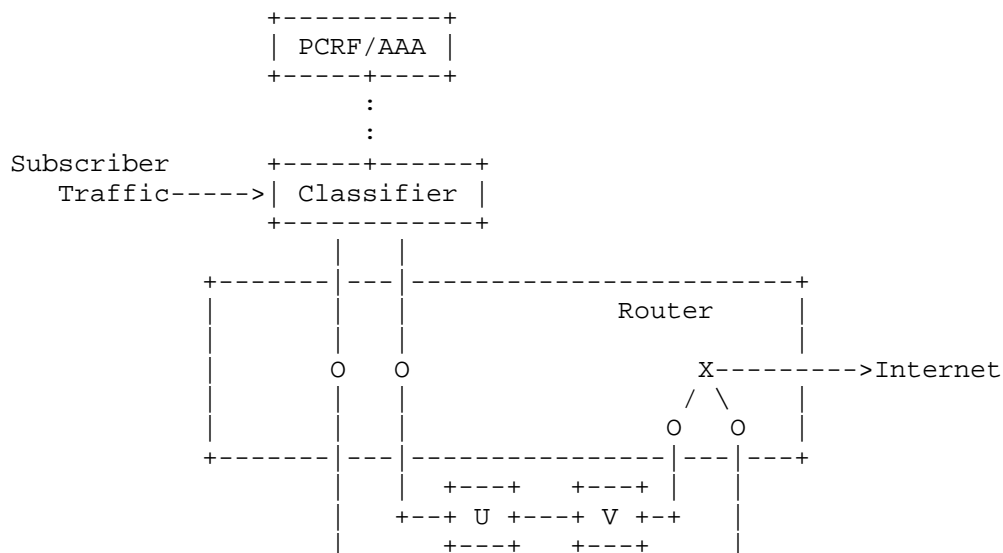 PCRF/AAA
Subscriber
Traffic----->| Classifier |
Router
O O X--------->Internet
O O
U V